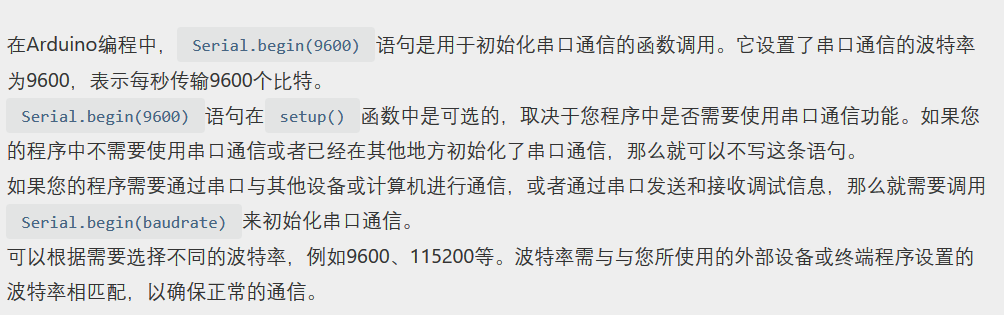 在Arduino编程中， Serial.begin(9600) 语句是用于初始化串口通信的函数调用。它设置了串口通信的波特率
为9600，表示每秒传输9600个比特。
Serial.begin(9600) 语句在 setup() 函数中是可选的，取决于您程序中是否需要使用串口通信功能。如果您
的程序中不需要使用串口通信或者已经在其他地方初始化了串口通信，那么就可以不写这条语句。
如果您的程序需要通过串口与其他设备或计算机进行通信，或者通过串口发送和接收调试信息，那么就需要调用
Serial.begin(baudrate) 来初始化串口通信。
可以根据需要选择不同的波特率，例如9600、115200等。波特率需与与您所使用的外部设备或终端程序设置的
波特率相匹配，以确保正常的通信。